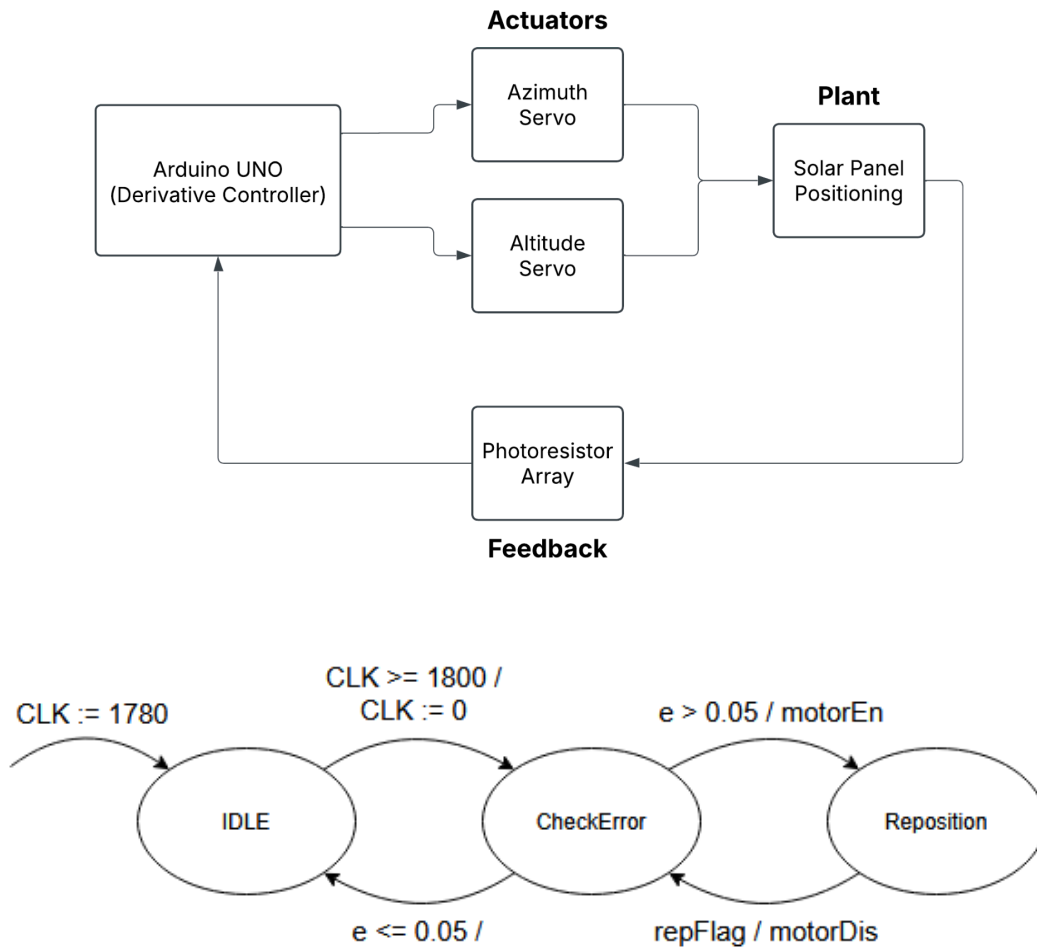 Actuators
Azimuth
Servo
Plant
Arduino UNO
(Derivative Controller)
Solar Panel
Positioning
Altitude
Servo
Photoresistor
Array
Feedback
CLK >= 1800 /
CLK := 0
CLK := 1780
e > 0.05 / motorEn
IDLE
CheckError
Reposition
e <= 0.05 /
repFlag / motorDis